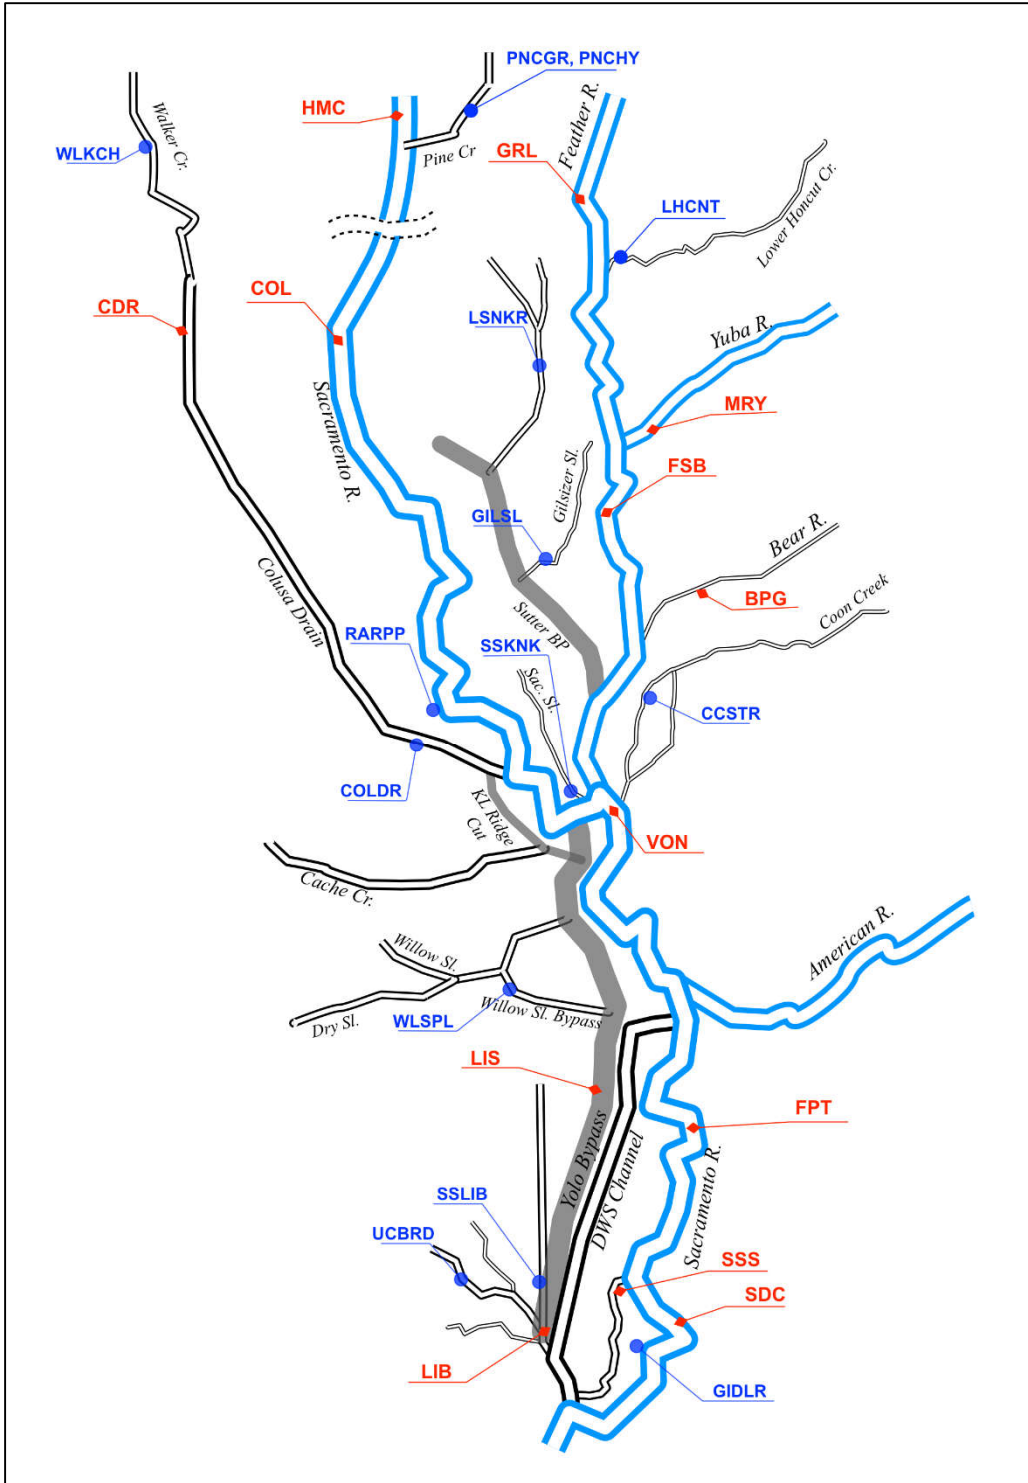 PNCGR, PNCHY
HMC
Walker Cr.
WLKCH
Pine Cr
Feather R.
GRL
LHCNT
Lower Honcut Cr.
CDR
COL
LSNKR
Yuba R.
Sacramento R.
MRY
FSB
Gilsizer Sl.
GILSL
Bear R.
BPG
Coon Creek
Colusa Drain
Sutter BP
RARPP
SSKNK
Sac. Sl.
CCSTR
COLDR
KL Ridge
Cut
VON
Cache Cr.
American R.
Willow Sl.
Dry Sl.
WLSPL
Willow Sl. Bypass
LIS
Yolo Bypass
DWS Channel
FPT
Sacramento R.
SSLIB
UCBRD
SSS
SDC
LIB
GIDLR